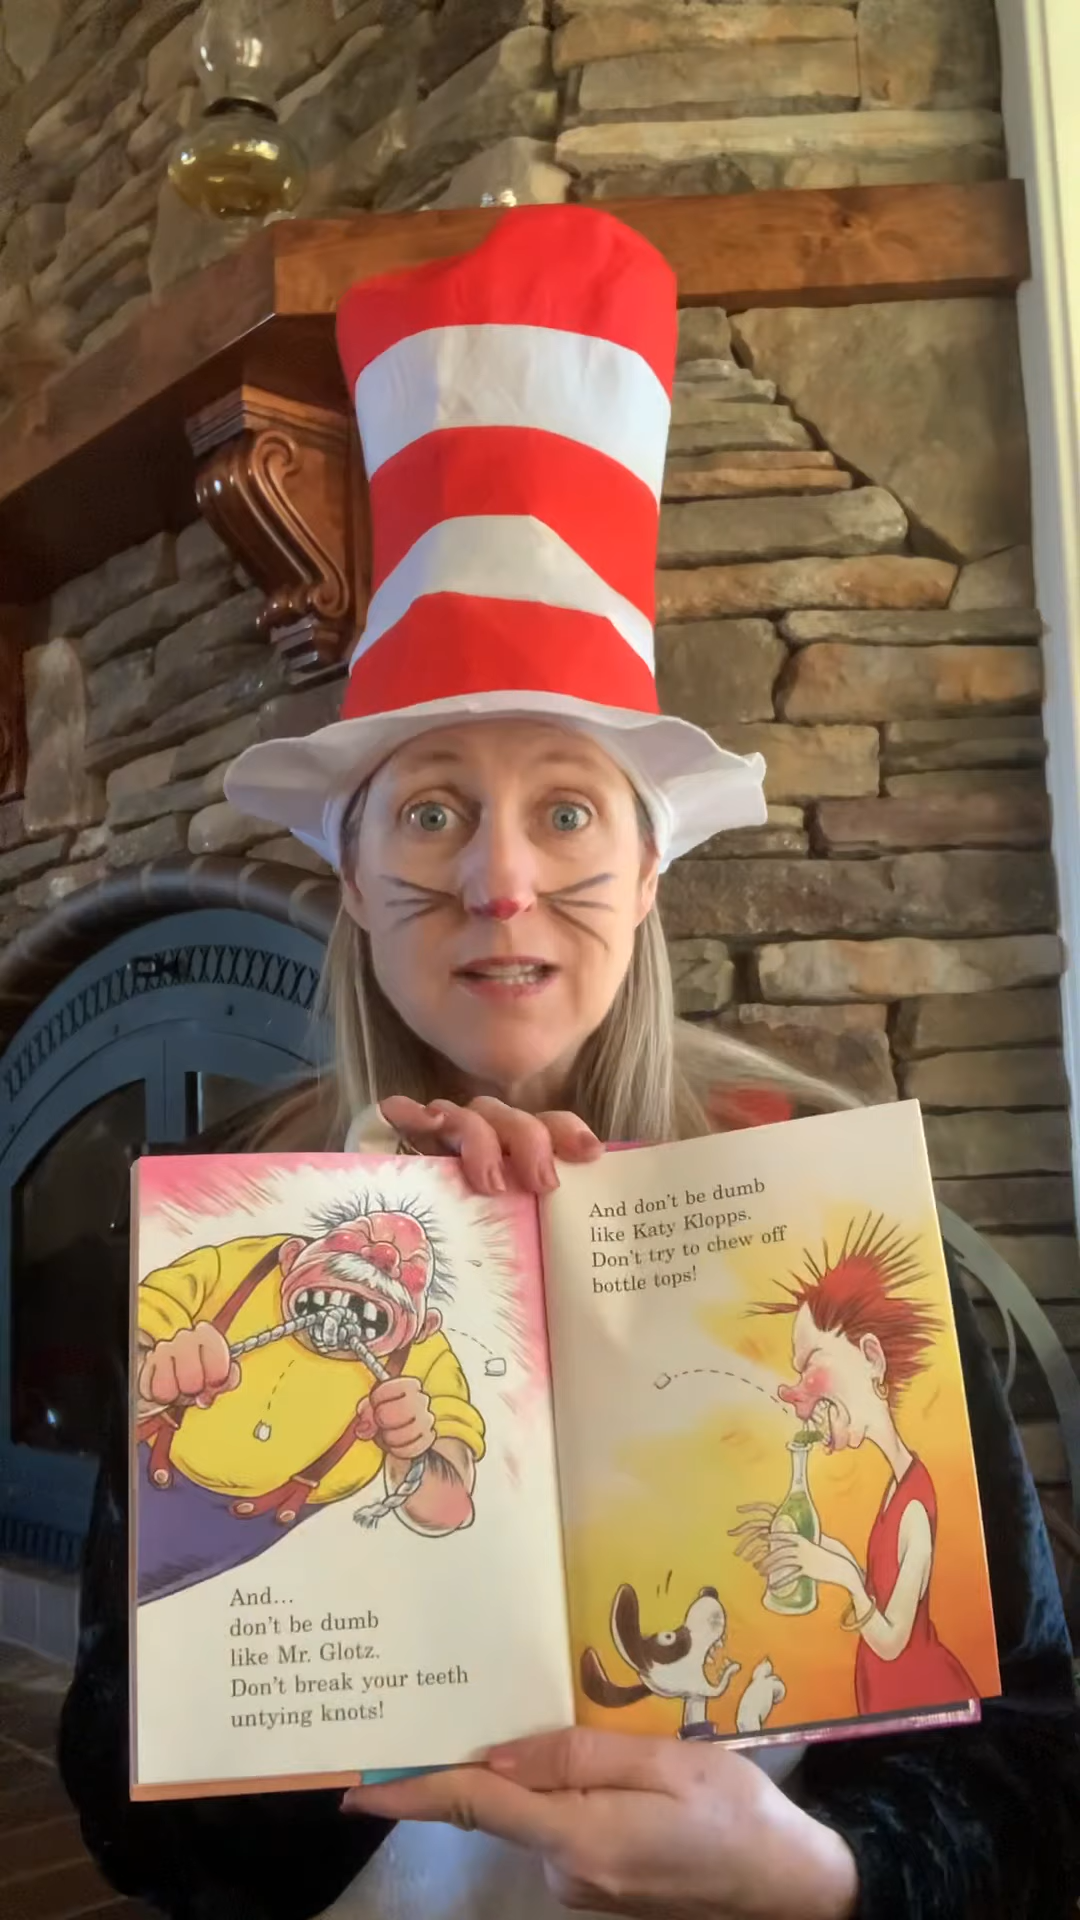 And...
don't be dumb
like Mr. Glotz.
Don't break your teeth
untying knots!
And don't be dumb
like Katy Klopps.
Don't try to chew off
bottle tops!